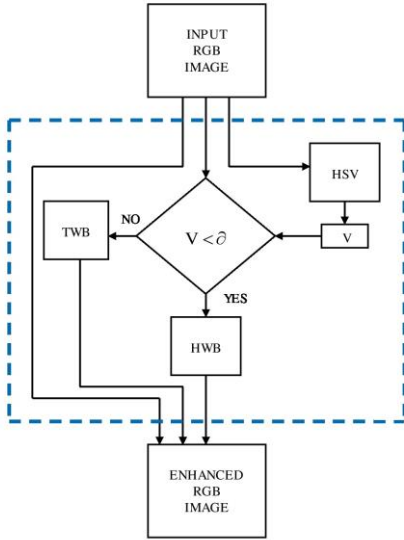 INPUT
RGB
IMAGE
HSV
V
NO
TWB
V < ∂
YES
HWB
ENHANCED
RGB
IMAGE